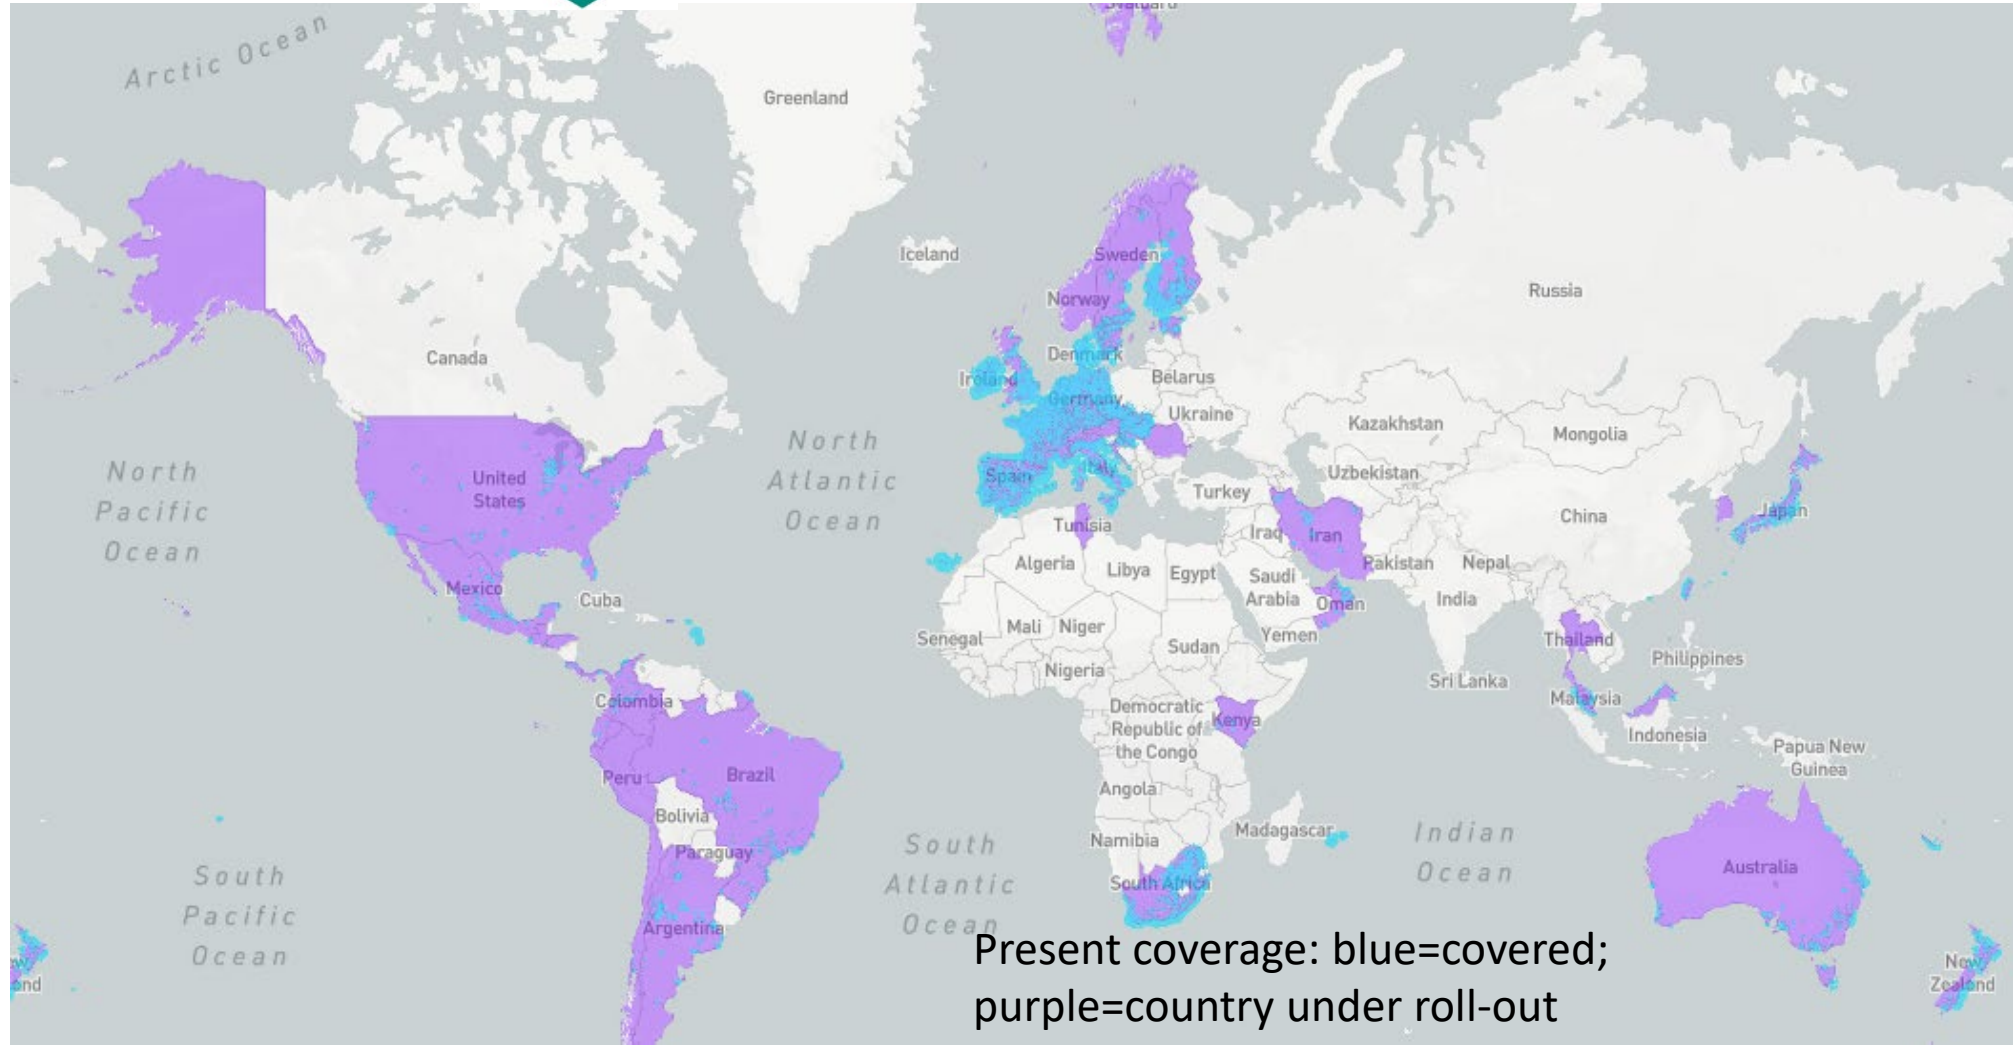 Svalbard
Arctic Ocean
Greenland
Iceland
Sweden
Norway
Russia
Canada
Denmark
Ireland
Belarus
Germany
Ukraine
Kazakhstan
Mongolia
North
Pacific
Ocean
United
States
North
Atlantic
Ocean
Spain
Italy
Uzbekistan
Turkey
China
Japan
Tunisia
Iraq
Iran
Algeria
Libya
Egypt
Saudi
Arabia
Pakistan
Nepal
Mexico
Cuba
Oman
India
Mali
Niger
Senegal
Sudan
Yemen
Thailand
Philippines
Nigeria
Sri Lanka
Colombia
Malaysia
Democratic
Republic of
the Congo
Kenya
Indonesia
Papua New
Guinea
Peru
Brazil
Angola
Bolivia
Namibia
Madagascar
Indian
Ocean
Paraguay
South
Atlantic
Ocean
South Africa
Australia
South
Pacific
Ocean
Argentina
New
Zealand
ew
and
Present coverage: blue=covered;
purple=country under roll-out